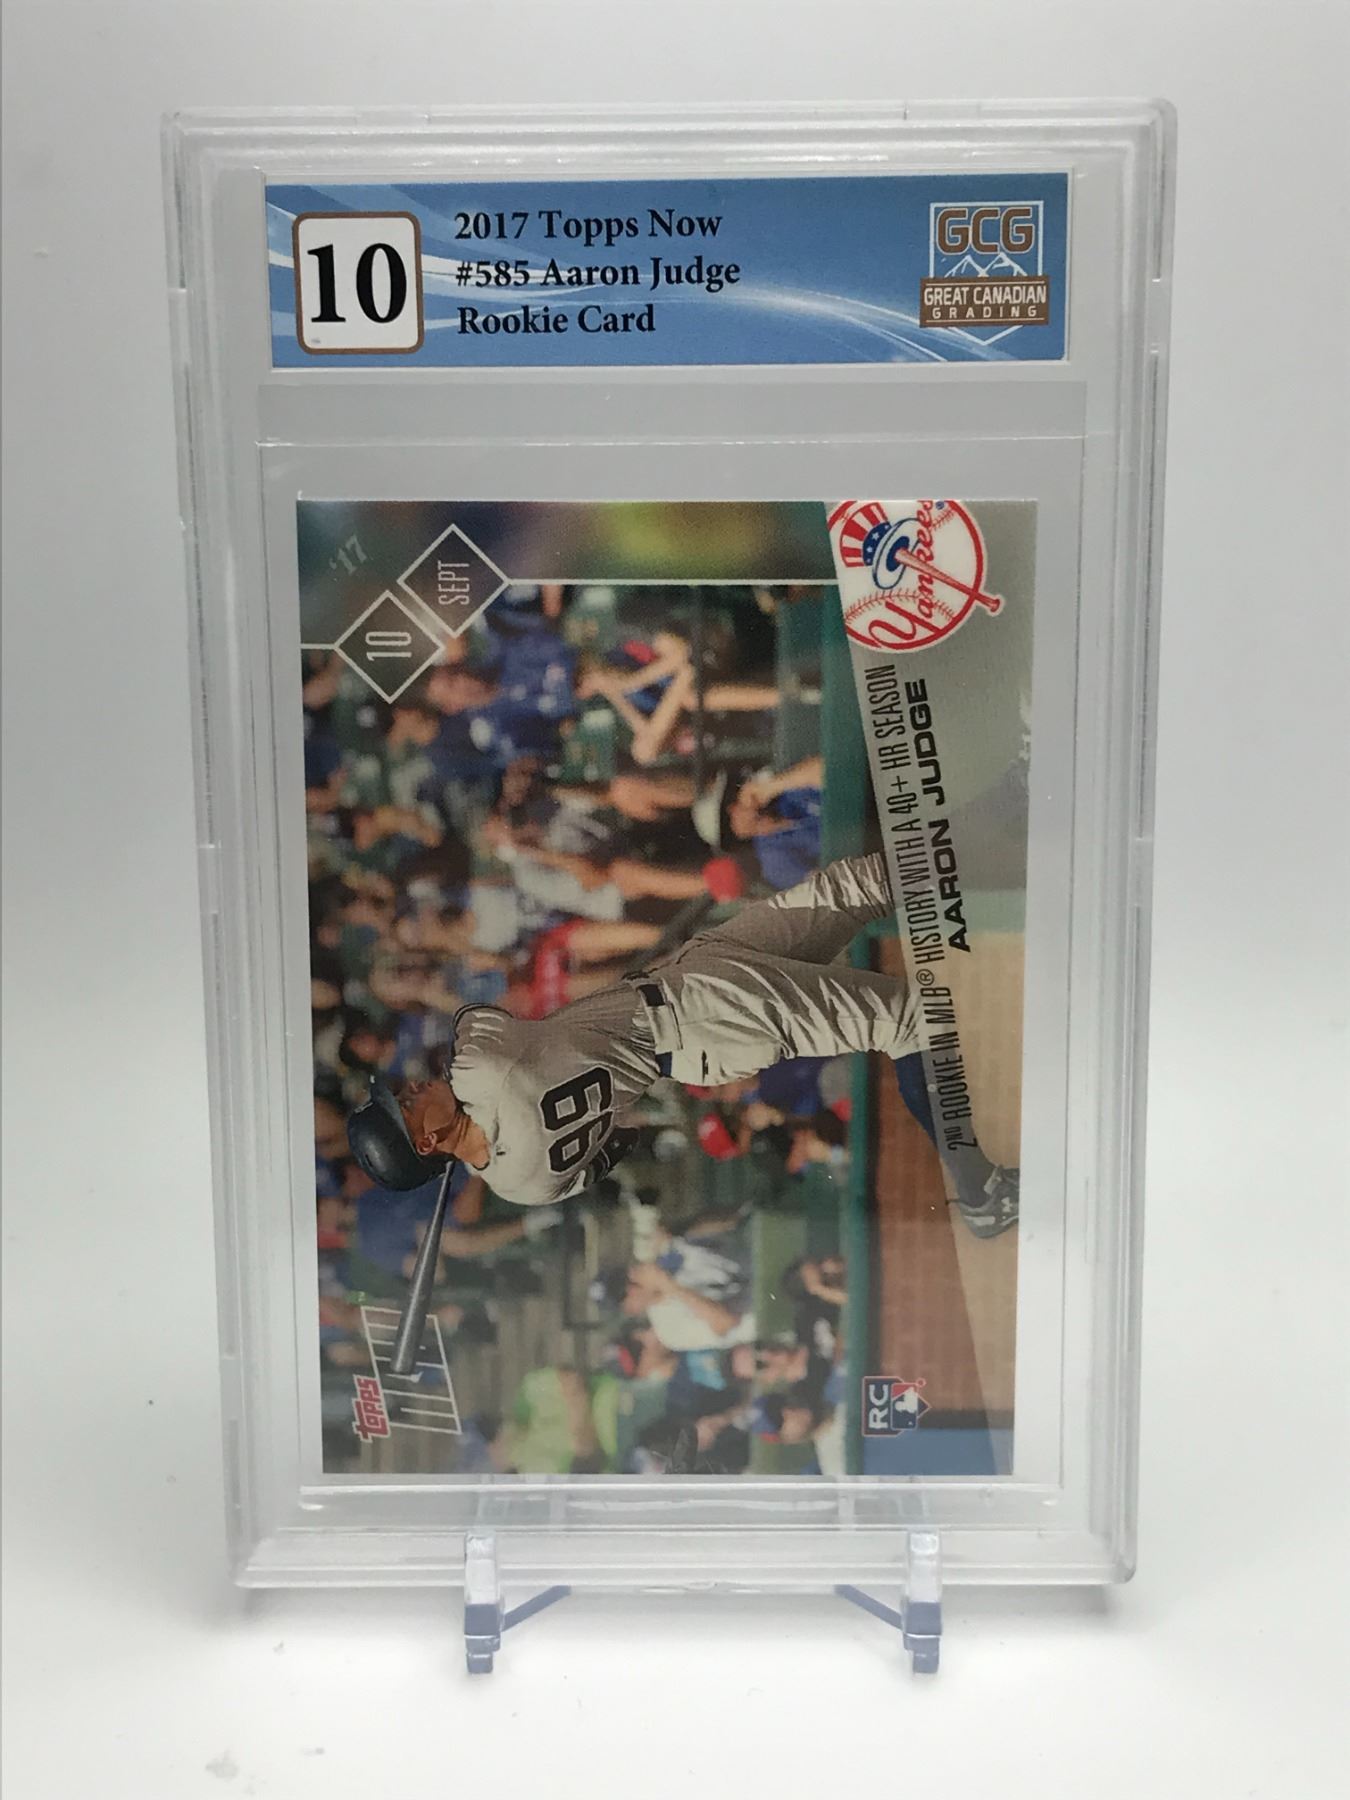 10
2017 Topps Now
#585 Aaron Judge
Rookie Card
GCG
GREAT CANADIAN
GRADING
'17
10
SEPT
Yankees
2ND ROOKIE IN MLB® HISTORY WITH A 40+ HR SEASON
AARON JUDGE
99
topps
RC